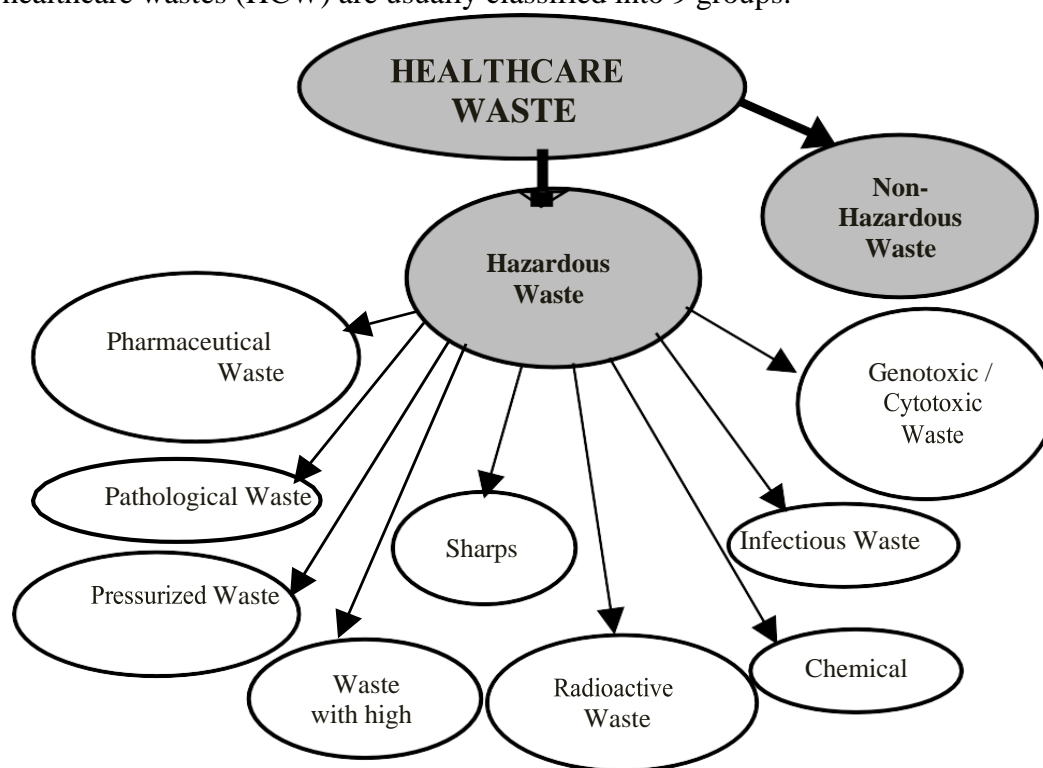 healthcare wastes (HCW) are usually classified into 9 groups.
HEALTHCARE
WASTE
Non-
Hazardous
Waste
Hazardous
Waste
Pharmaceutical
Waste
Genotoxic /
Cytotoxic
Waste
Pathological Waste
Sharps
Infectious Waste
Pressurized Waste
Waste
with high
Radioactive
Waste
Chemical